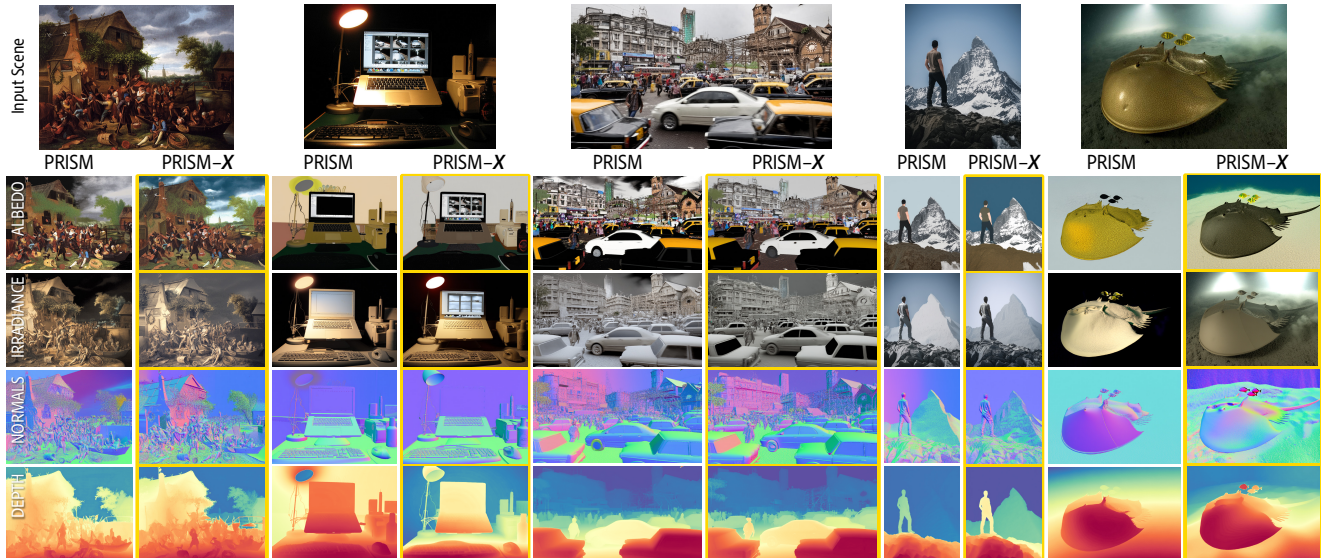 Input Scene
PRISM PRISM–X PRISM PRISM–X PRISM PRISM–X PRISM PRISM–X PRISM PRISM–X
ALBEDO
IRRADIANCE
NORMALS
DEPTH